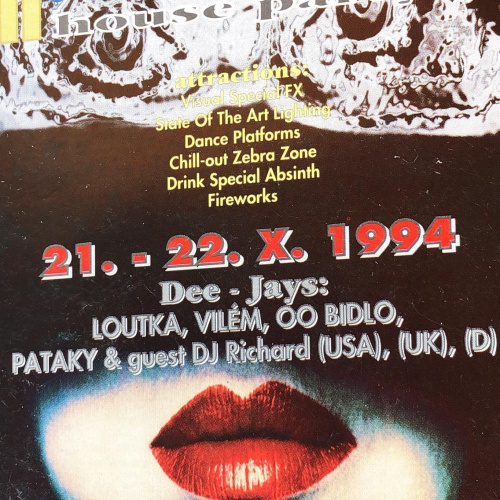 house party
attractions:
Visual Special FX
State Of The Art Lighting
Dance Platforms
Chill-out Zebra Zone
Drink Special Absinth
Fireworks
21. - 22. X. 1994
Dee - Jays:
LOUTKA, VILÉM, OO BIDLO,
PATAKY & guest DJ Richard (USA), (UK), (D)